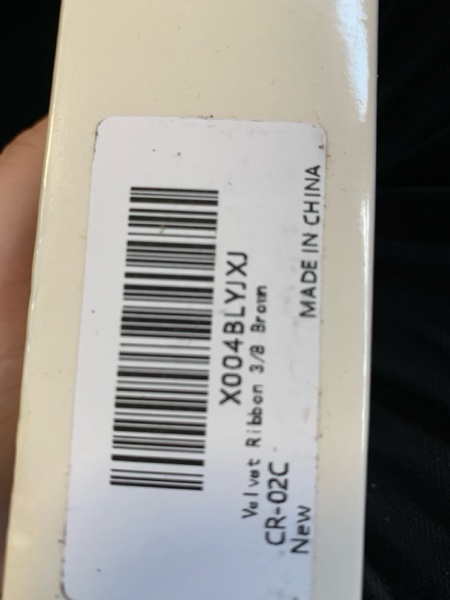 X004BLYJXJ
Velvet Ribbon 3/8 Brown
CR-02C
New
MADE IN CHINA